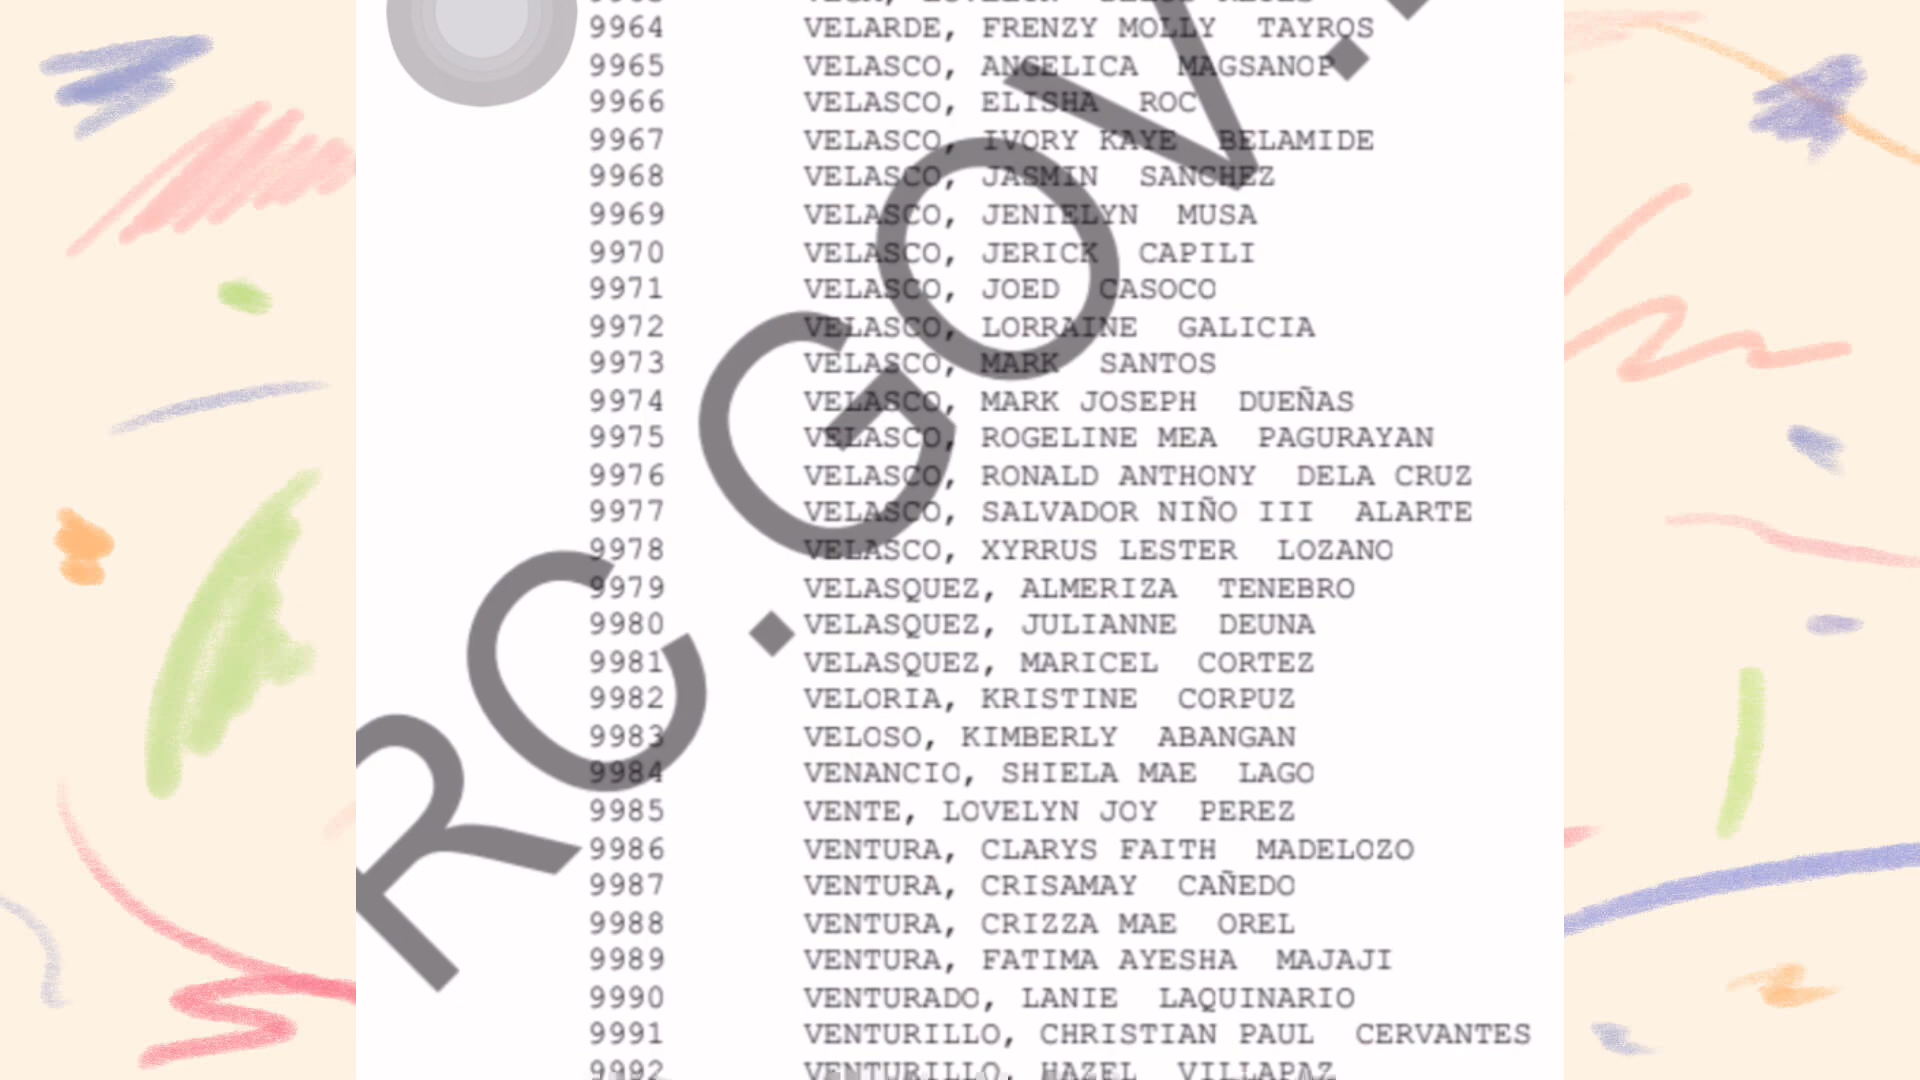 9964 VELARDE, FRENZY MOLLY TAYROS
9965 VELASCO, ANGELICA MAGSANOP
9966 VELASCO, ELISHA ROC
9967 VELASCO, IVORY KAYE BELAMIDE
9968 VELASCO, JASMIN SANCHEZ
9969 VELASCO, JENIELYN MUSA
9970 VELASCO, JERICK CAPILI
9971 VELASCO, JOED CASOCO
9972 VELASCO, LORRAINE GALICIA
9973 VELASCO, MARK SANTOS
9974 VELASCO, MARK JOSEPH DUEÑAS
9975 VELASCO, ROGELINE MEA PAGURAYAN
9976 VELASCO, RONALD ANTHONY DELA CRUZ
9977 VELASCO, SALVADOR NIÑO III ALARTE
9978 VELASCO, XYRRUS LESTER LOZANO
9979 VELASQUEZ, ALMERIZA TENEBRO
9980 VELASQUEZ, JULIANNE DEUNA
9981 VELASQUEZ, MARICEL CORTEZ
9982 VELORIA, KRISTINE CORPUZ
9983 VELOSO, KIMBERLY ABANGAN
9984 VENANCIO, SHIELA MAE LAGO
9985 VENTE, LOVELYN JOY PEREZ
9986 VENTURA, CLARYS FAITH MADELOZO
9987 VENTURA, CRISAMAY CAÑEDO
9988 VENTURA, CRIZZA MAE OREL
9989 VENTURA, FATIMA AYESHA MAJAJI
9990 VENTURADO, LANIE LAQUINARIO
9991 VENTURILLO, CHRISTIAN PAUL CERVANTES
9992 VENTURILLO, HAZEL VILLAPAZ
RC.GOV.